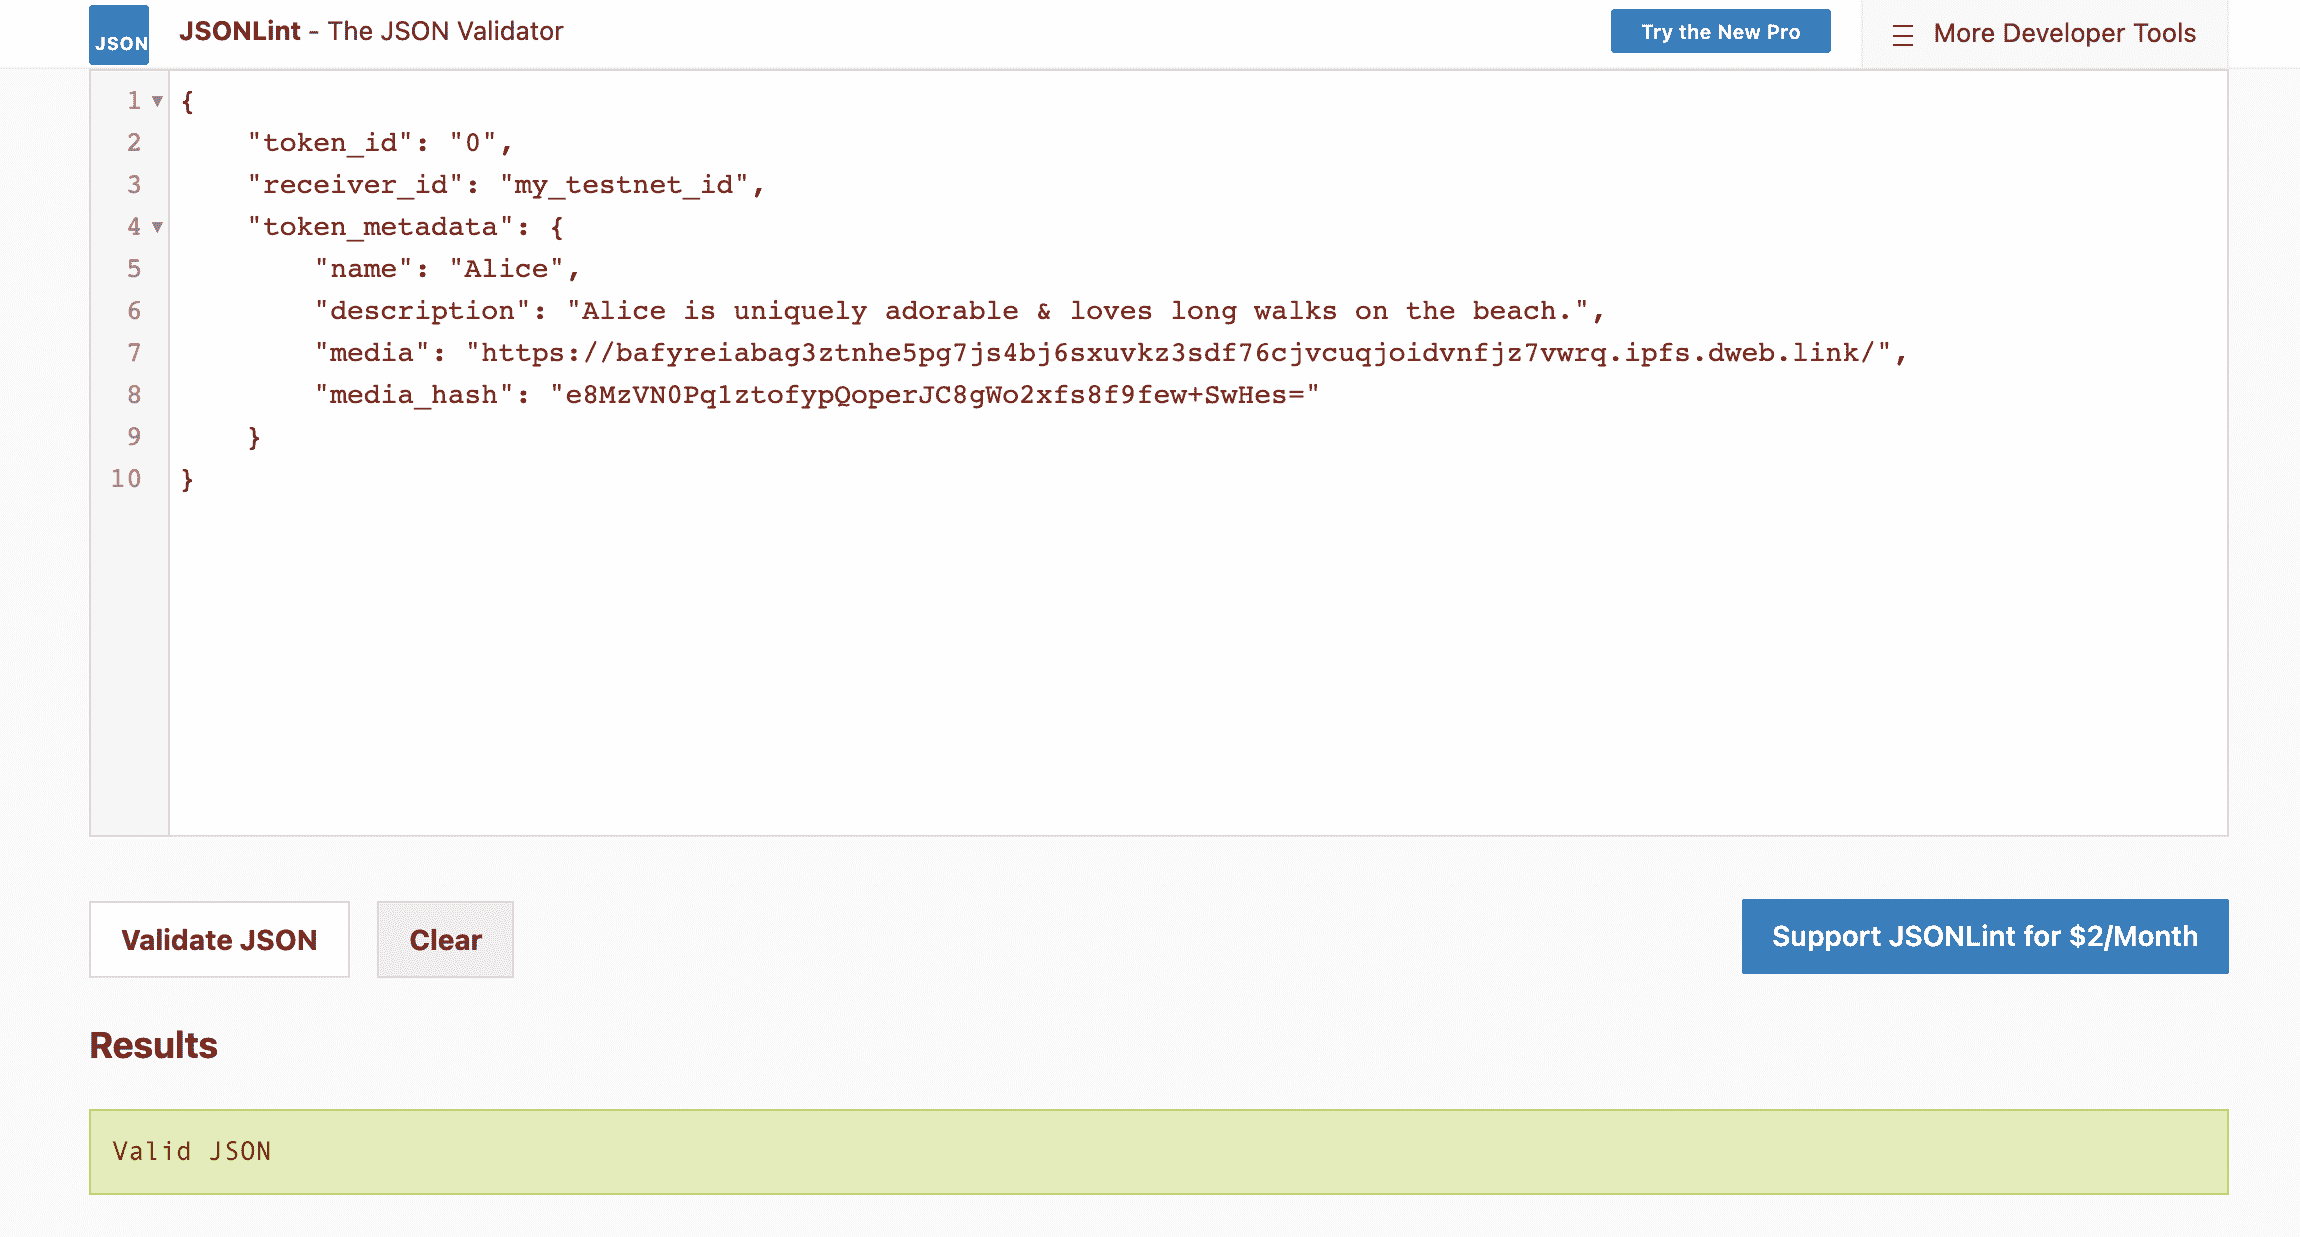 JSON
JSONLint - The JSON Validator
Try the New Pro
More Developer Tools
1 {
2 "token_id": "0",
3 "receiver_id": "my_testnet_id",
4 "token_metadata": {
5 "name": "Alice",
6 "description": "Alice is uniquely adorable & loves long walks on the beach.",
7 "media": "https://bafyreiabag3ztnhe5pg7js4bj6sxuvkz3sdf76cjvcuqjoidvnfjz7vwrq.ipfs.dweb.link/",
8 "media_hash": "e8MzVN0Pq1ztofypQoperJC8gWo2xfs8f9few+SwHes="
9 }
10 }
Validate JSON
Clear
Support JSONLint for $2/Month
Results
Valid JSON